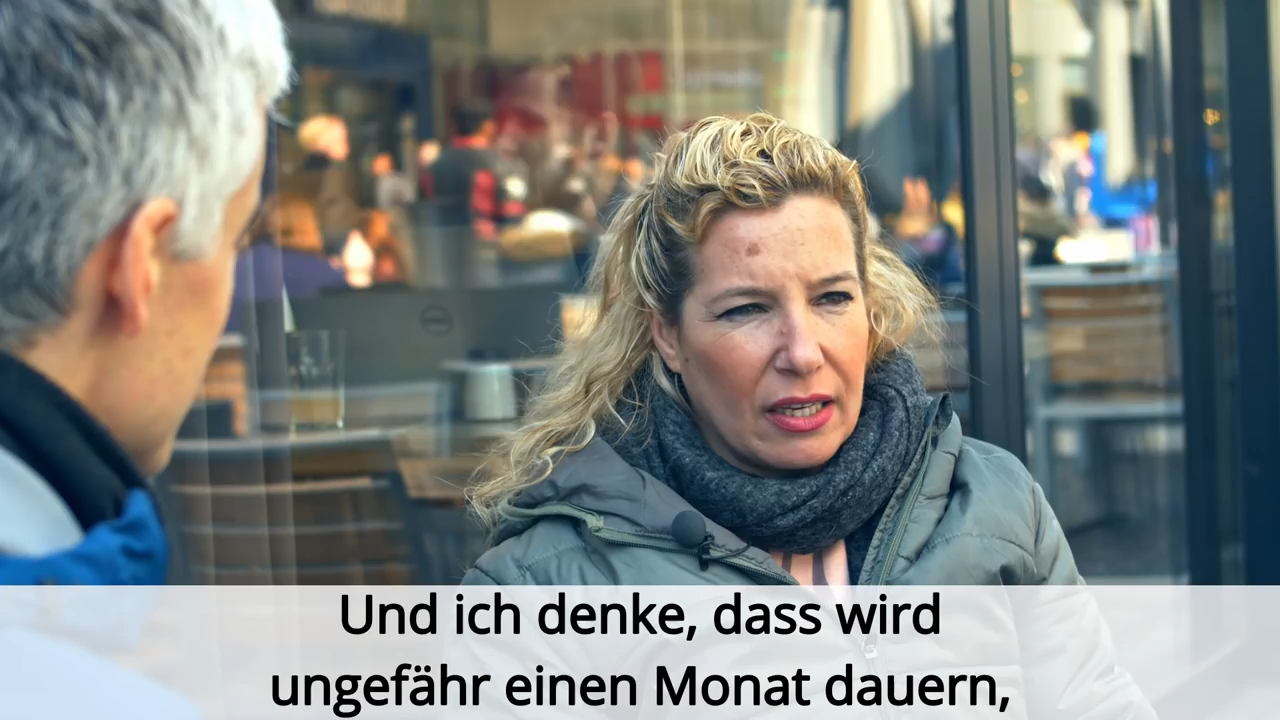 Und ich denke, dass wird
ungefähr einen Monat dauern,